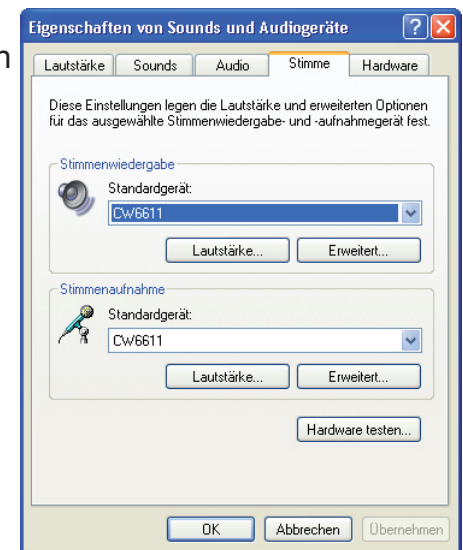 Eigenschaften von Sounds und Audiogeräte
n
Lautstärke Sounds Audio Stimme Hardware
Diese Einstellungen legen die Lautstärke und erweiterten Optionen
für das ausgewählte Stimmenwiedergabe- und -aufnahmegerät fest.
Stimmenwiedergabe
Standardgerät:
CW6611
Lautstärke... Erweitert...
Stimmenaufnahme
Standardgerät:
CW6611
Lautstärke... Erweitert...
Hardware testen...
OK Abbrechen Übernehmen